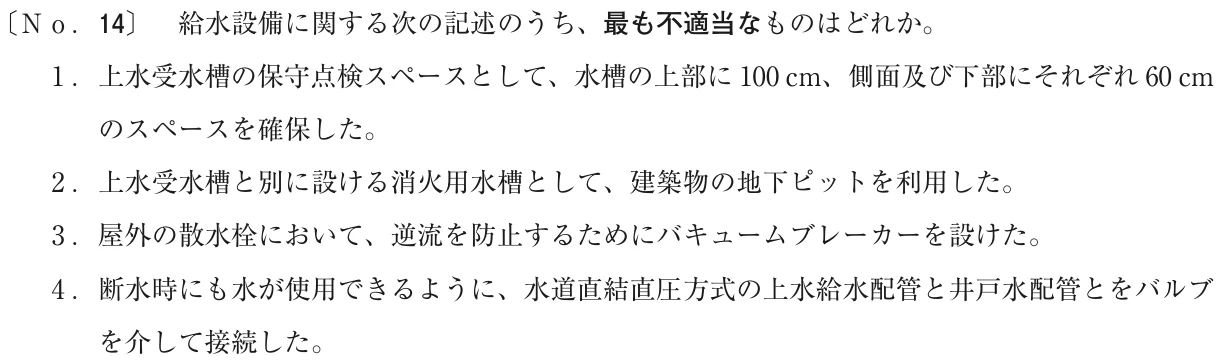 〔Ｎｏ．14〕　給水設備に関する次の記述のうち、最も不適当なものはどれか。
１．上水受水槽の保守点検スペースとして、水槽の上部に 100 cm、側面及び下部にそれぞれ 60 cm
のスペースを確保した。
２．上水受水槽と別に設ける消火用水槽として、建築物の地下ピットを利用した。
３．屋外の散水栓において、逆流を防止するためにバキュームブレーカーを設けた。
４．断水時にも水が使用できるように、水道直結直圧方式の上水給水配管と井戸水配管とをバルブ
を介して接続した。